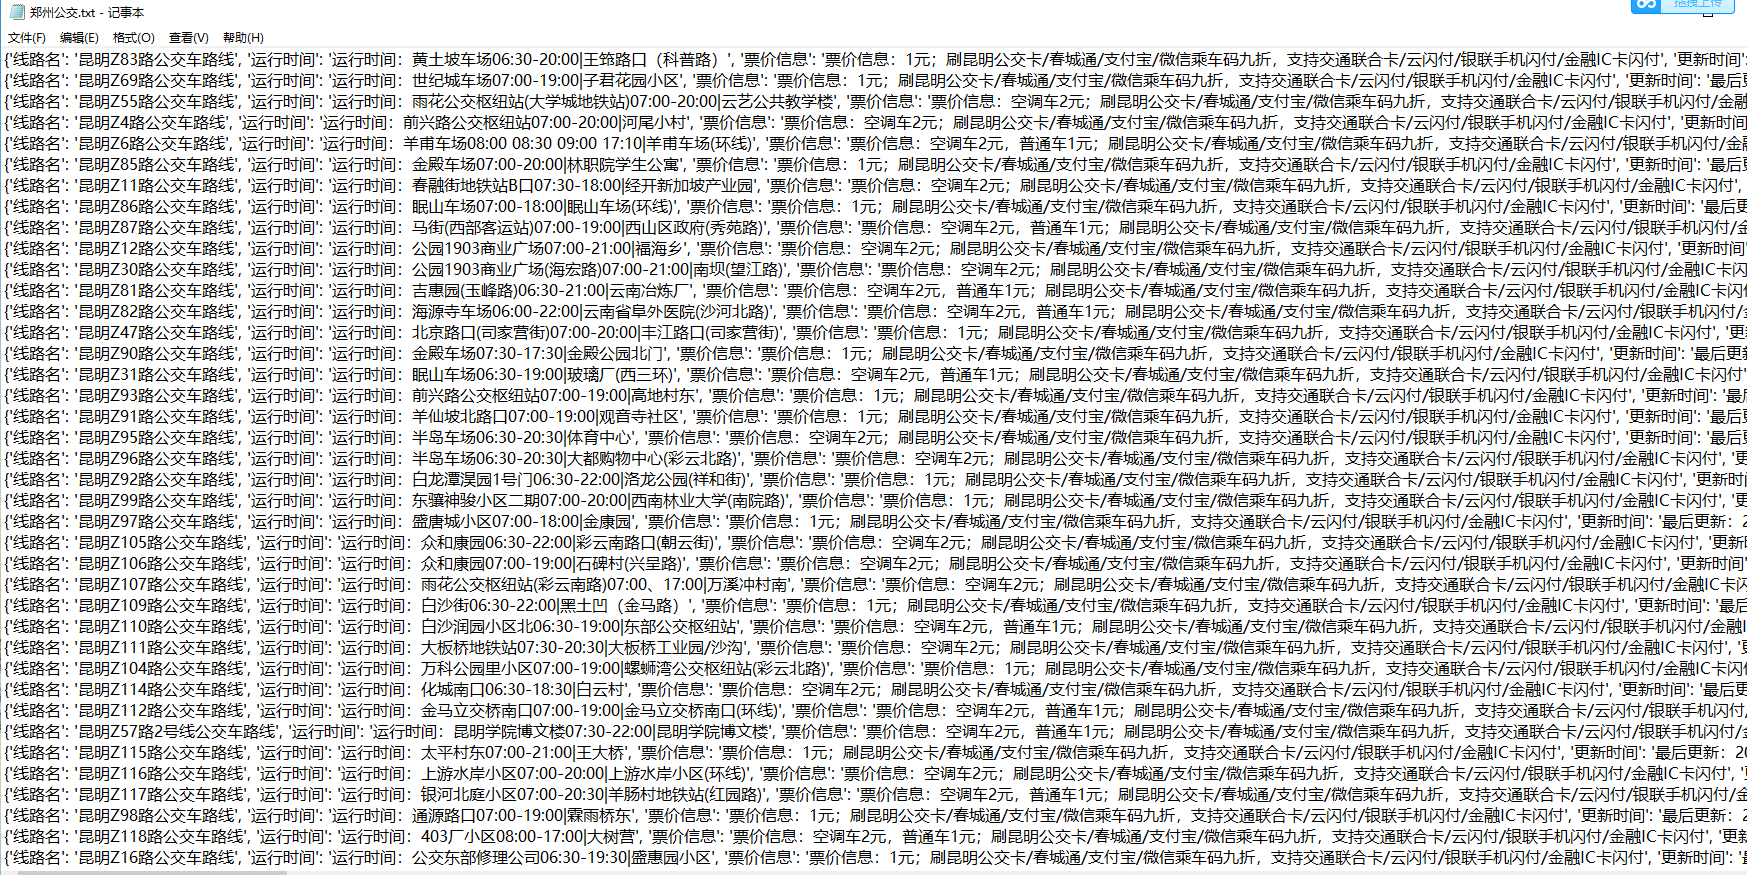 郑州公交.txt - 记事本
拖拽上传
文件(F) 编辑(E) 格式(O) 查看(V) 帮助(H)
{'线路名': '昆明Z83路公交车路线', '运行时间': '运行时间：黄土坡车场06:30-20:00|王筇路口（科普路）', '票价信息': '票价信息：1元；刷昆明公交卡/春城通/支付宝/微信乘车码九折，支持交通联合卡/云闪付/银联手机闪付/金融IC卡闪付', '更新时间':
{'线路名': '昆明Z69路公交车路线', '运行时间': '运行时间：世纪城车场07:00-19:00|子君花园小区', '票价信息': '票价信息：1元；刷昆明公交卡/春城通/支付宝/微信乘车码九折，支持交通联合卡/云闪付/银联手机闪付/金融IC卡闪付', '更新时间': '最后
{'线路名': '昆明Z55路公交车路线', '运行时间': '运行时间：雨花公交枢纽站(大学城地铁站)07:00-20:00|云艺公共教学楼', '票价信息': '票价信息：空调车2元；刷昆明公交卡/春城通/支付宝/微信乘车码九折，支持交通联合卡/云闪付/银联手机闪付/金融
{'线路名': '昆明Z4路公交车路线', '运行时间': '运行时间：前兴路公交枢纽站07:00-20:00|河尾小村', '票价信息': '票价信息：空调车2元；刷昆明公交卡/春城通/支付宝/微信乘车码九折，支持交通联合卡/云闪付/银联手机闪付/金融IC卡闪付', '更新时间
{'线路名': '昆明Z6路公交车路线', '运行时间': '运行时间：羊甫车场08:00 08:30 09:00 17:10|羊甫车场(环线)', '票价信息': '票价信息：空调车2元，普通车1元；刷昆明公交卡/春城通/支付宝/微信乘车码九折，支持交通联合卡/云闪付/银联手机闪付/
{'线路名': '昆明Z85路公交车路线', '运行时间': '运行时间：金殿车场07:00-20:00|林职院学生公寓', '票价信息': '票价信息：1元；刷昆明公交卡/春城通/支付宝/微信乘车码九折，支持交通联合卡/云闪付/银联手机闪付/金融IC卡闪付', '更新时间': '最后
{'线路名': '昆明Z11路公交车路线', '运行时间': '运行时间：春融街地铁站B口07:30-18:00|经开新加坡产业园', '票价信息': '票价信息：空调车2元；刷昆明公交卡/春城通/支付宝/微信乘车码九折，支持交通联合卡/云闪付/银联手机闪付/金融IC卡闪付',
{'线路名': '昆明Z86路公交车路线', '运行时间': '运行时间：眠山车场07:00-18:00|眠山车场(环线)', '票价信息': '票价信息：1元；刷昆明公交卡/春城通/支付宝/微信乘车码九折，支持交通联合卡/云闪付/银联手机闪付/金融IC卡闪付', '更新时间': '最后
{'线路名': '昆明Z87路公交车路线', '运行时间': '运行时间：马街(西部客运站)07:00-19:00|西山区政府(秀苑路)', '票价信息': '票价信息：空调车2元，普通车1元；刷昆明公交卡/春城通/支付宝/微信乘车码九折，支持交通联合卡/云闪付/银联手机闪付/金
{'线路名': '昆明Z12路公交车路线', '运行时间': '运行时间：公园1903商业广场07:00-21:00|福海乡', '票价信息': '票价信息：空调车2元；刷昆明公交卡/春城通/支付宝/微信乘车码九折，支持交通联合卡/云闪付/银联手机闪付/金融IC卡闪付', '更新时间
{'线路名': '昆明Z30路公交车路线', '运行时间': '运行时间：公园1903商业广场(海宏路)07:00-21:00|南坝(望江路)', '票价信息': '票价信息：空调车2元；刷昆明公交卡/春城通/支付宝/微信乘车码九折，支持交通联合卡/云闪付/银联手机闪付/金融IC卡闪
{'线路名': '昆明Z81路公交车路线', '运行时间': '运行时间：吉惠园(玉峰路)06:30-21:00|云南冶炼厂', '票价信息': '票价信息：空调车2元，普通车1元；刷昆明公交卡/春城通/支付宝/微信乘车码九折，支持交通联合卡/云闪付/银联手机闪付/金融IC卡闪
{'线路名': '昆明Z82路公交车路线', '运行时间': '运行时间：海源寺车场06:00-22:00|云南省阜外医院(沙河北路)', '票价信息': '票价信息：空调车2元，普通车1元；刷昆明公交卡/春城通/支付宝/微信乘车码九折，支持交通联合卡/云闪付/银联手机闪付/金
{'线路名': '昆明Z47路公交车路线', '运行时间': '运行时间：北京路口(司家营街)07:00-20:00|丰江路口(司家营街)', '票价信息': '票价信息：1元；刷昆明公交卡/春城通/支付宝/微信乘车码九折，支持交通联合卡/云闪付/银联手机闪付/金融IC卡闪付', '更
{'线路名': '昆明Z90路公交车路线', '运行时间': '运行时间：金殿车场07:30-17:30|金殿公园北门', '票价信息': '票价信息：1元；刷昆明公交卡/春城通/支付宝/微信乘车码九折，支持交通联合卡/云闪付/银联手机闪付/金融IC卡闪付', '更新时间': '最后更
{'线路名': '昆明Z31路公交车路线', '运行时间': '运行时间：眠山车场06:30-19:00|玻璃厂(西三环)', '票价信息': '票价信息：空调车2元，普通车1元；刷昆明公交卡/春城通/支付宝/微信乘车码九折，支持交通联合卡/云闪付/银联手机闪付/金融IC卡闪付'
{'线路名': '昆明Z93路公交车路线', '运行时间': '运行时间：前兴路公交枢纽站07:00-19:00|高地村东', '票价信息': '票价信息：1元；刷昆明公交卡/春城通/支付宝/微信乘车码九折，支持交通联合卡/云闪付/银联手机闪付/金融IC卡闪付', '更新时间': '最
{'线路名': '昆明Z91路公交车路线', '运行时间': '运行时间：羊仙坡北路口07:00-19:00|观音寺社区', '票价信息': '票价信息：1元；刷昆明公交卡/春城通/支付宝/微信乘车码九折，支持交通联合卡/云闪付/银联手机闪付/金融IC卡闪付', '更新时间': '最后
{'线路名': '昆明Z95路公交车路线', '运行时间': '运行时间：半岛车场06:30-20:30|体育中心', '票价信息': '票价信息：空调车2元；刷昆明公交卡/春城通/支付宝/微信乘车码九折，支持交通联合卡/云闪付/银联手机闪付/金融IC卡闪付', '更新时间': '最后
{'线路名': '昆明Z96路公交车路线', '运行时间': '运行时间：半岛车场06:30-20:30|大都购物中心(彩云北路)', '票价信息': '票价信息：空调车2元；刷昆明公交卡/春城通/支付宝/微信乘车码九折，支持交通联合卡/云闪付/银联手机闪付/金融IC卡闪付', '更
{'线路名': '昆明Z92路公交车路线', '运行时间': '运行时间：白龙潭淏园1号门06:30-22:00|洛龙公园(祥和街)', '票价信息': '票价信息：1元；刷昆明公交卡/春城通/支付宝/微信乘车码九折，支持交通联合卡/云闪付/银联手机闪付/金融IC卡闪付', '更新时
{'线路名': '昆明Z99路公交车路线', '运行时间': '运行时间：东骧神骏小区二期07:00-20:00|西南林业大学(南院路)', '票价信息': '票价信息：1元；刷昆明公交卡/春城通/支付宝/微信乘车码九折，支持交通联合卡/云闪付/银联手机闪付/金融IC卡闪付', '更
{'线路名': '昆明Z97路公交车路线', '运行时间': '运行时间：盛唐城小区07:00-18:00|金康园', '票价信息': '票价信息：1元；刷昆明公交卡/春城通/支付宝/微信乘车码九折，支持交通联合卡/云闪付/银联手机闪付/金融IC卡闪付', '更新时间': '最后更新：2
{'线路名': '昆明Z105路公交车路线', '运行时间': '运行时间：众和康园06:30-22:00|彩云南路口(朝云街)', '票价信息': '票价信息：空调车2元；刷昆明公交卡/春城通/支付宝/微信乘车码九折，支持交通联合卡/云闪付/银联手机闪付/金融IC卡闪付', '更新
{'线路名': '昆明Z106路公交车路线', '运行时间': '运行时间：众和康园07:00-19:00|石碑村(兴呈路)', '票价信息': '票价信息：空调车2元；刷昆明公交卡/春城通/支付宝/微信乘车码九折，支持交通联合卡/云闪付/银联手机闪付/金融IC卡闪付', '更新时间'
{'线路名': '昆明Z107路公交车路线', '运行时间': '运行时间：雨花公交枢纽站(彩云南路)07:00、17:00|万溪冲村南', '票价信息': '票价信息：空调车2元；刷昆明公交卡/春城通/支付宝/微信乘车码九折，支持交通联合卡/云闪付/银联手机闪付/金融IC卡闪
{'线路名': '昆明Z109路公交车路线', '运行时间': '运行时间：白沙街06:30-22:00|黑土凹（金马路）', '票价信息': '票价信息：1元；刷昆明公交卡/春城通/支付宝/微信乘车码九折，支持交通联合卡/云闪付/银联手机闪付/金融IC卡闪付', '更新时间': '最后
{'线路名': '昆明Z110路公交车路线', '运行时间': '运行时间：白沙润园小区北06:30-19:00|东部公交枢纽站', '票价信息': '票价信息：空调车2元，普通车1元；刷昆明公交卡/春城通/支付宝/微信乘车码九折，支持交通联合卡/云闪付/银联手机闪付/金融I
{'线路名': '昆明Z111路公交车路线', '运行时间': '运行时间：大板桥地铁站07:30-20:30|大板桥工业园/沙沟', '票价信息': '票价信息：空调车2元；刷昆明公交卡/春城通/支付宝/微信乘车码九折，支持交通联合卡/云闪付/银联手机闪付/金融IC卡闪付',
{'线路名': '昆明Z104路公交车路线', '运行时间': '运行时间：万科公园里小区07:00-19:00|螺蛳湾公交枢纽站(彩云北路)', '票价信息': '票价信息：1元；刷昆明公交卡/春城通/支付宝/微信乘车码九折，支持交通联合卡/云闪付/银联手机闪付/金融IC卡闪
{'线路名': '昆明Z114路公交车路线', '运行时间': '运行时间：化城南口06:30-18:30|白云村', '票价信息': '票价信息：空调车2元；刷昆明公交卡/春城通/支付宝/微信乘车码九折，支持交通联合卡/云闪付/银联手机闪付/金融IC卡闪付', '更新时间': '最后
{'线路名': '昆明Z112路公交车路线', '运行时间': '运行时间：金马立交桥南口07:00-19:00|金马立交桥南口(环线)', '票价信息': '票价信息：空调车2元，普通车1元；刷昆明公交卡/春城通/支付宝/微信乘车码九折，支持交通联合卡/云闪付/银联手机闪付/
{'线路名': '昆明Z57路2号线公交车路线', '运行时间': '运行时间：昆明学院博文楼07:30-22:00|昆明学院博文楼', '票价信息': '票价信息：空调车2元，普通车1元；刷昆明公交卡/春城通/支付宝/微信乘车码九折，支持交通联合卡/云闪付/银联手机闪付/金
{'线路名': '昆明Z115路公交车路线', '运行时间': '运行时间：太平村东07:00-21:00|王大桥', '票价信息': '票价信息：1元；刷昆明公交卡/春城通/支付宝/微信乘车码九折，支持交通联合卡/云闪付/银联手机闪付/金融IC卡闪付', '更新时间': '最后更新：20
{'线路名': '昆明Z116路公交车路线', '运行时间': '运行时间：上游水岸小区07:00-20:00|上游水岸小区(环线)', '票价信息': '票价信息：空调车2元；刷昆明公交卡/春城通/支付宝/微信乘车码九折，支持交通联合卡/云闪付/银联手机闪付/金融IC卡闪付', '
{'线路名': '昆明Z117路公交车路线', '运行时间': '运行时间：银河北庭小区07:00-20:30|羊肠村地铁站(红园路)', '票价信息': '票价信息：空调车2元，普通车1元；刷昆明公交卡/春城通/支付宝/微信乘车码九折，支持交通联合卡/云闪付/银联手机闪付/金
{'线路名': '昆明Z98路公交车路线', '运行时间': '运行时间：通源路口07:00-19:00|霖雨桥东', '票价信息': '票价信息：1元；刷昆明公交卡/春城通/支付宝/微信乘车码九折，支持交通联合卡/云闪付/银联手机闪付/金融IC卡闪付', '更新时间': '最后更新：2
{'线路名': '昆明Z118路公交车路线', '运行时间': '运行时间：403厂小区08:00-17:00|大树营', '票价信息': '票价信息：空调车2元，普通车1元；刷昆明公交卡/春城通/支付宝/微信乘车码九折，支持交通联合卡/云闪付/银联手机闪付/金融IC卡闪付', '更新
{'线路名': '昆明Z16路公交车路线', '运行时间': '运行时间：公交东部修理公司06:30-19:30|盛惠园小区', '票价信息': '票价信息：1元；刷昆明公交卡/春城通/支付宝/微信乘车码九折，支持交通联合卡/云闪付/银联手机闪付/金融IC卡闪付', '更新时间': '